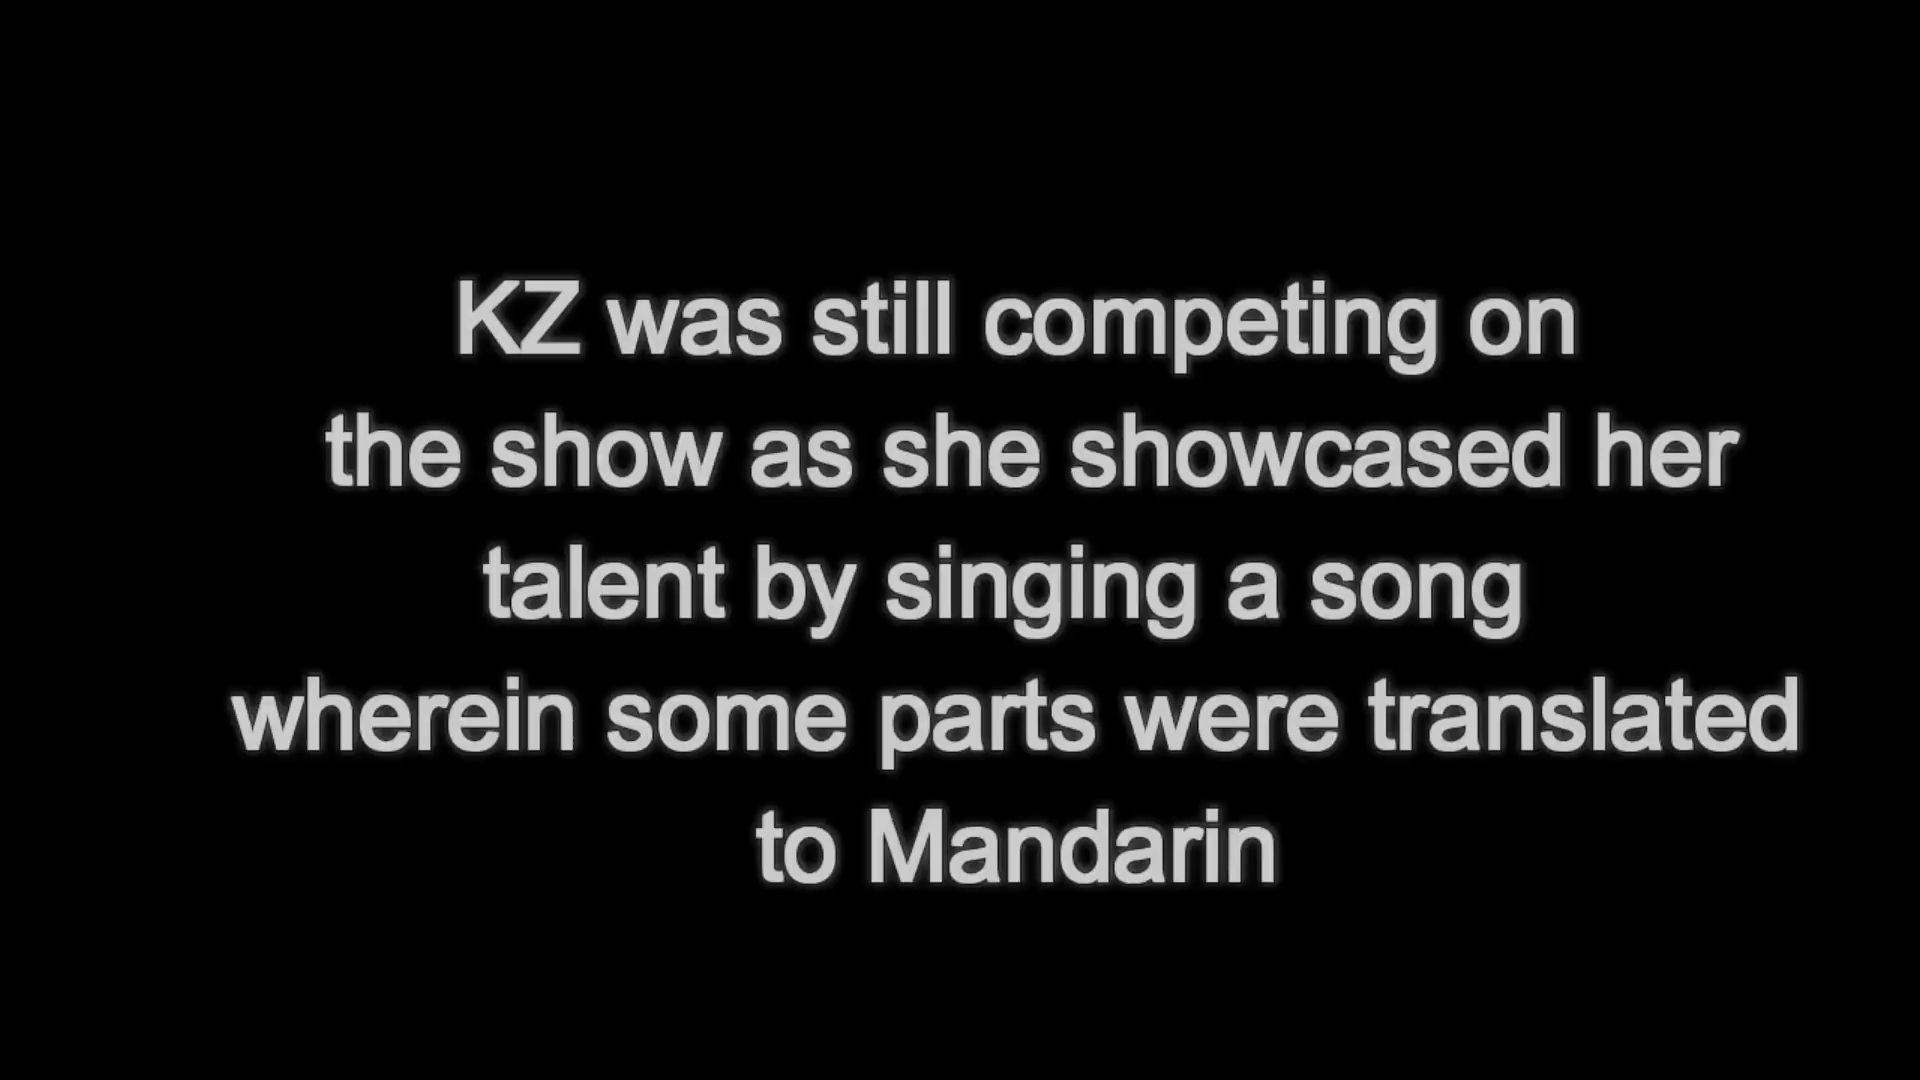 KZ was still competing on
the show as she showcased her
talent by singing a song
wherein some parts were translated
to Mandarin